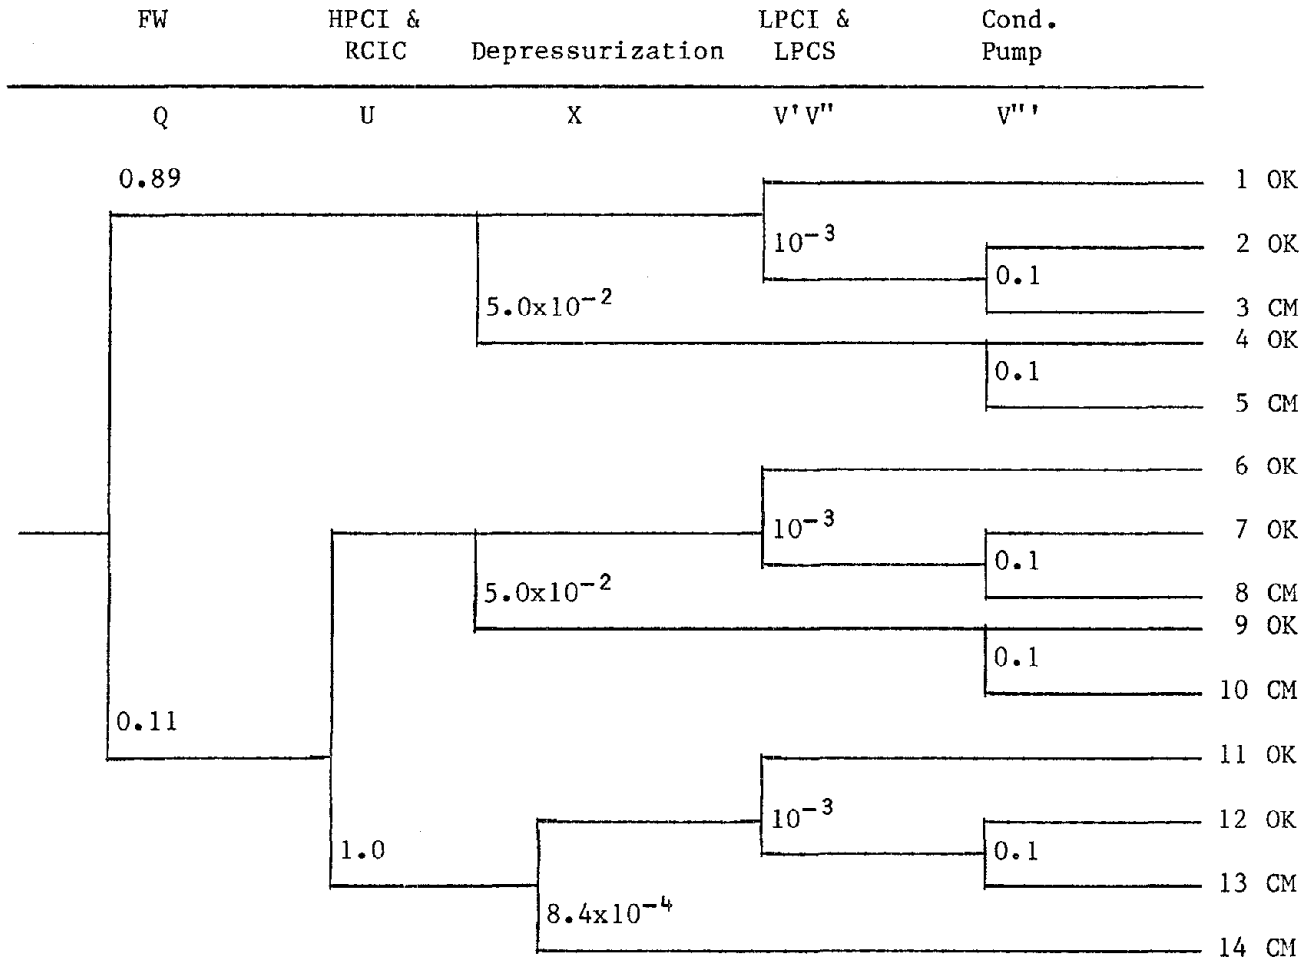 FW HPCI & RCIC Depressurization LPCI & LPCS Cond. Pump
Q U X V'V" V"'
0.89
1 OK
10⁻³
2 OK
0.1
5.0x10⁻²
3 CM
4 OK
0.1
5 CM
6 OK
10⁻³
7 OK
0.1
5.0x10⁻²
8 CM
9 OK
0.1
10 CM
0.11
11 OK
10⁻³
12 OK
1.0
0.1
13 CM
8.4x10⁻⁴
14 CM